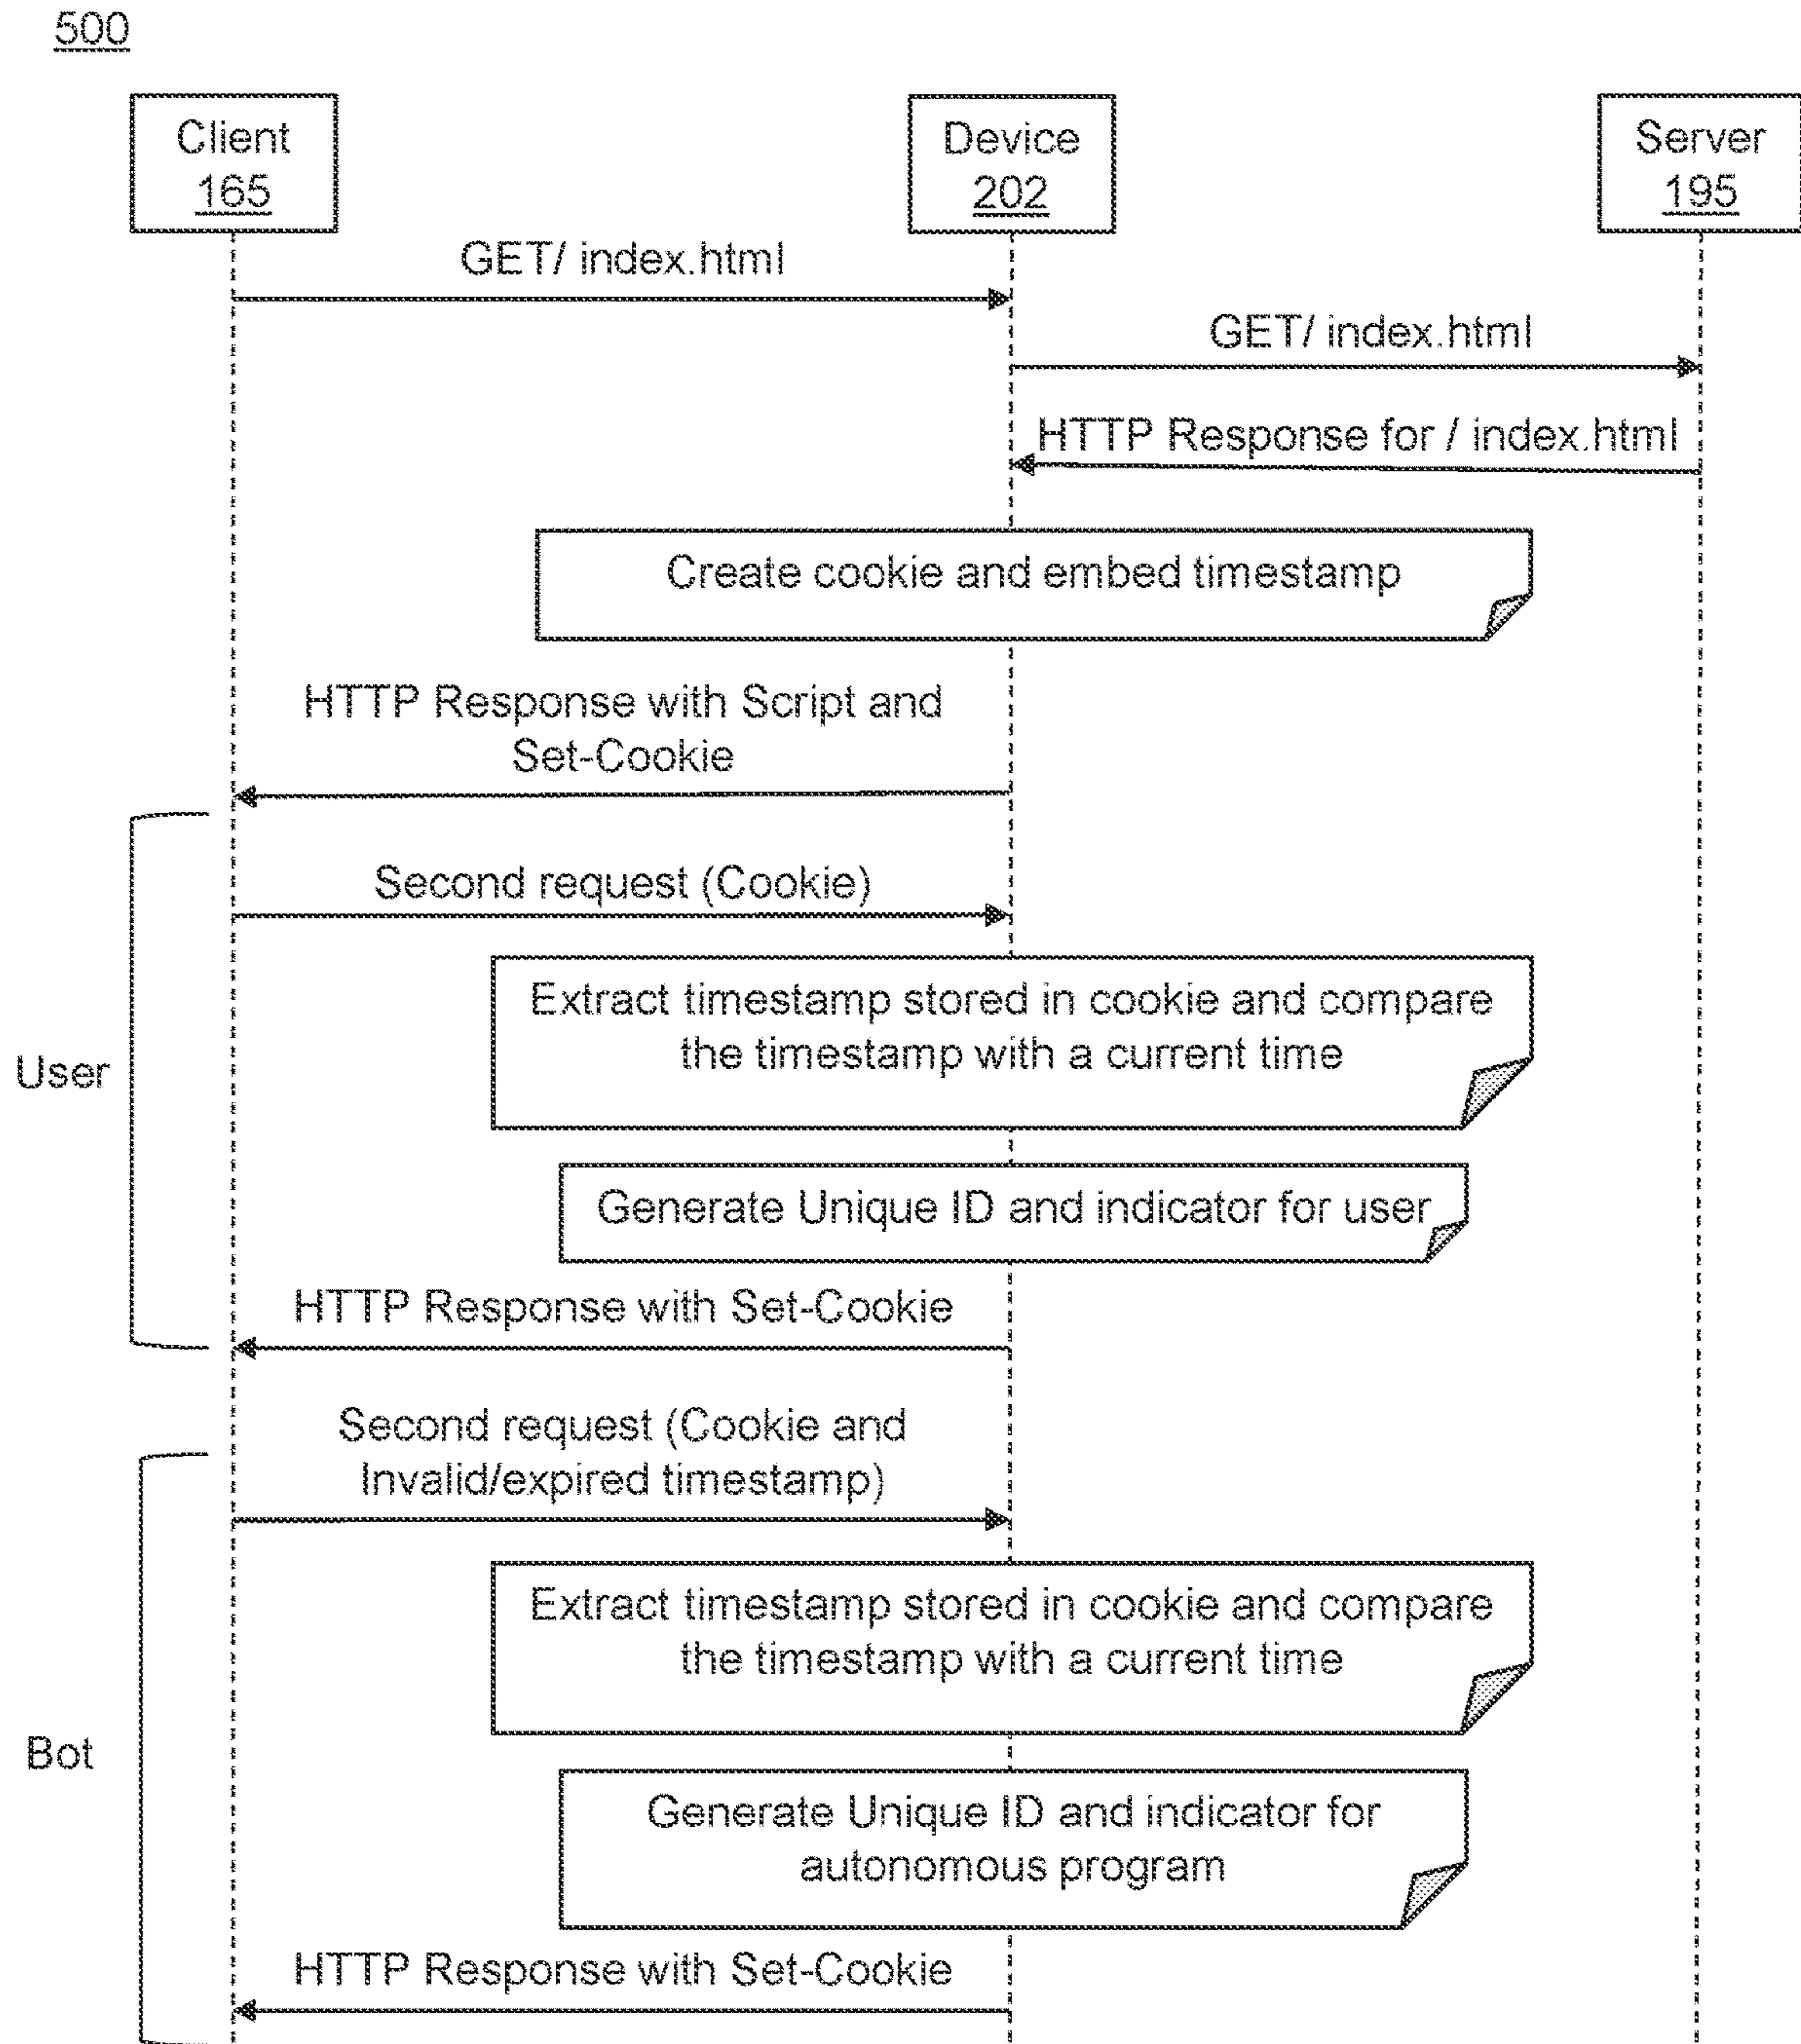 500
Client
165
Device
202
Server
195
GET/ index.html
GET/ index.html
HTTP Response for / index.html
Create cookie and embed timestamp
HTTP Response with Script and
Set-Cookie
Second request (Cookie)
Extract timestamp stored in cookie and compare
the timestamp with a current time
User
Generate Unique ID and indicator for user
HTTP Response with Set-Cookie
Second request (Cookie and
Invalid/expired timestamp)
Extract timestamp stored in cookie and compare
the timestamp with a current time
Bot
Generate Unique ID and indicator for
autonomous program
HTTP Response with Set-Cookie